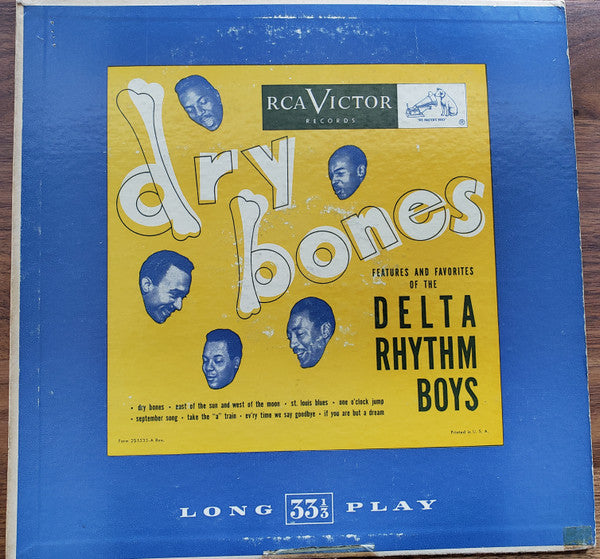 RCA VICTOR
RECORDS
"HIS MASTER'S VOICE"
dry
bones
FEATURES AND FAVORITES
OF THE
DELTA
RHYTHM
BOYS
• dry bones • east of the sun and west of the moon • st. louis blues • one o'clock jump
• september song • take the "a" train • ev'ry time we say goodbye • if you are but a dream
Printed in U. S. A.
LONG 33 1/3 PLAY